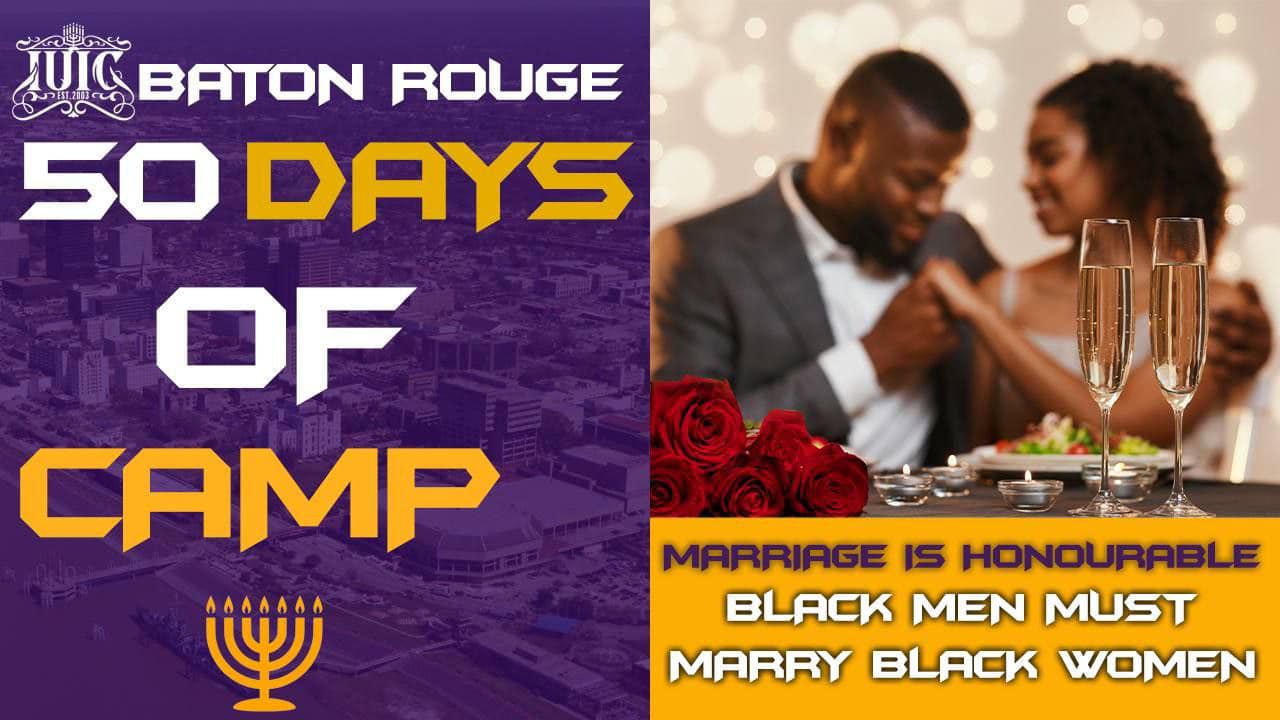 IUIC
EST. 2003
BATON ROUGE
50 DAYS
OF
CAMP
MARRIAGE IS HONOURABLE
BLACK MEN MUST
MARRY BLACK WOMEN